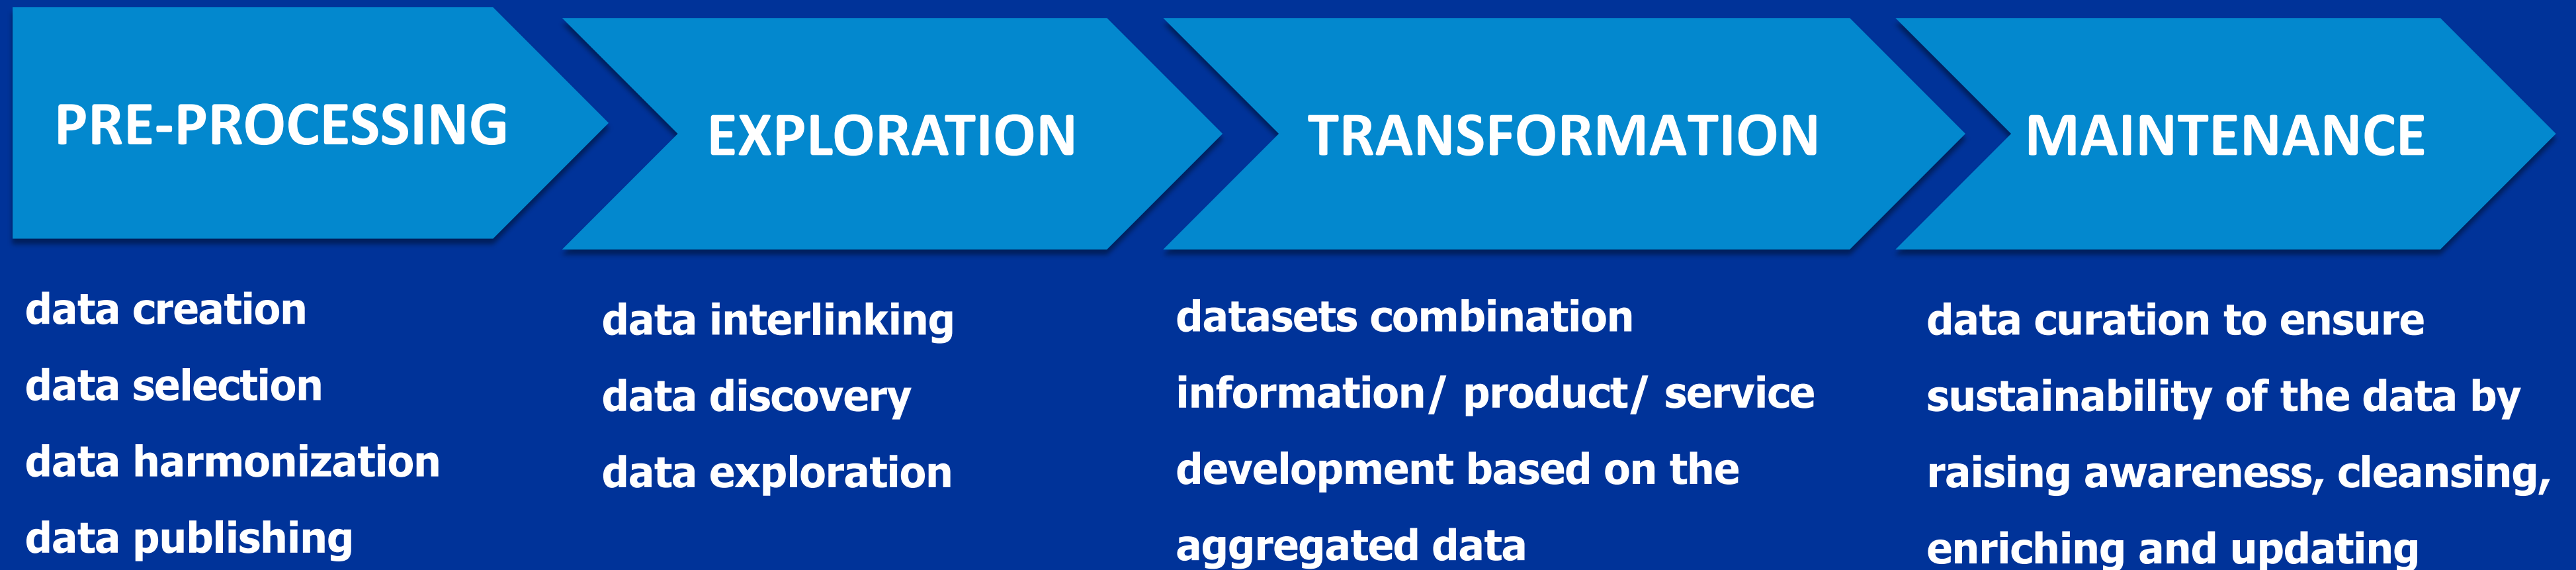 PRE-PROCESSING
data creation
data selection
data harmonization
data publishing
EXPLORATION
data interlinking
data discovery
data exploration
TRANSFORMATION
datasets combination
information/ product/ service
development based on the
aggregated data
MAINTENANCE
data curation to ensure
sustainability of the data by
raising awareness, cleansing,
enriching and updating